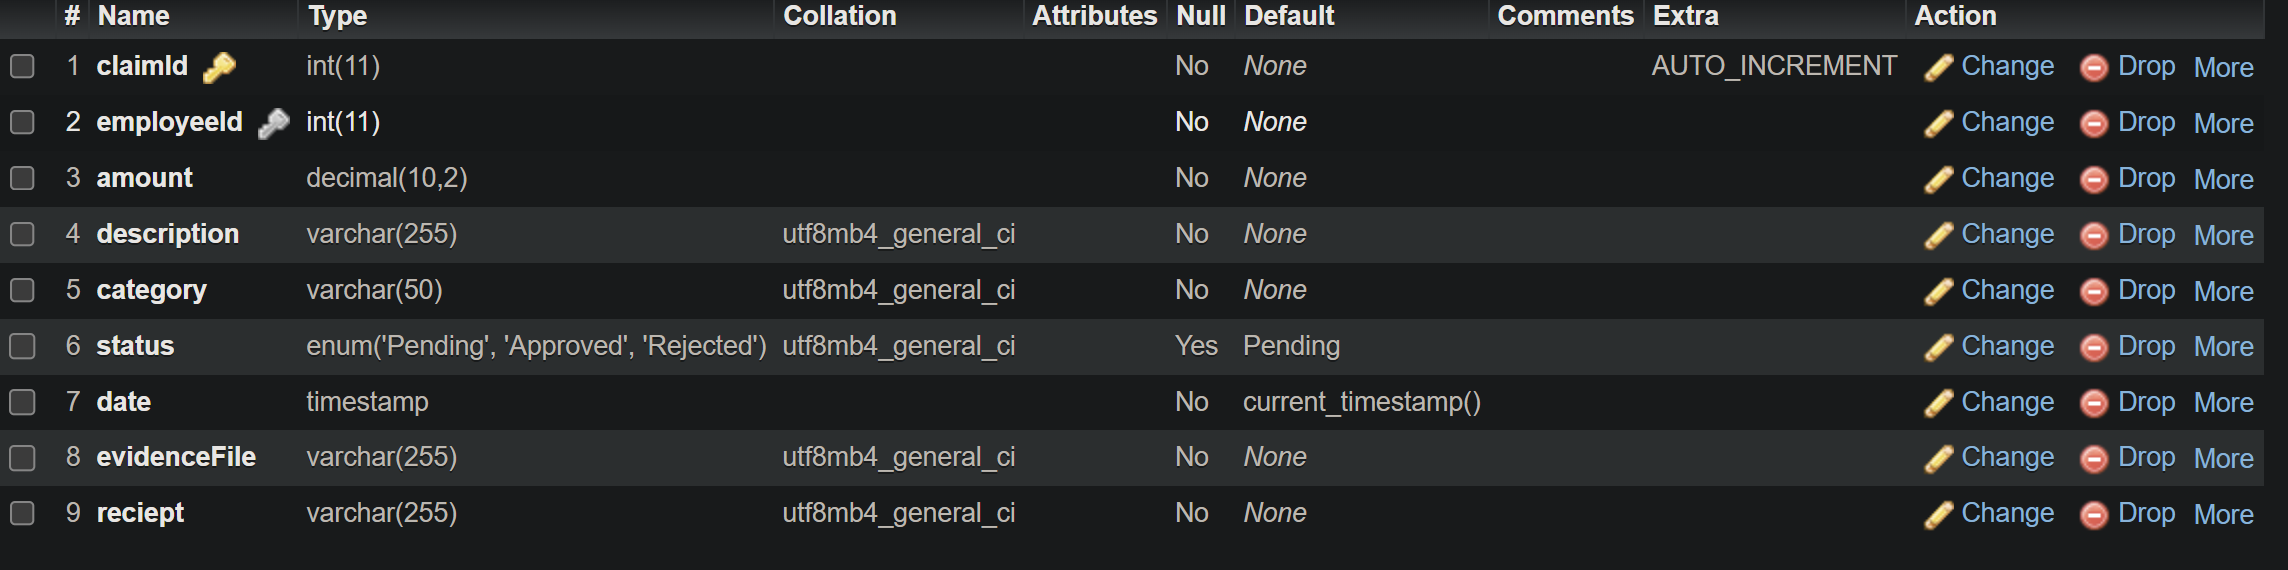 # Name Type Collation Attributes Null Default Comments Extra Action
1 claimId int(11) No None AUTO_INCREMENT Change Drop More
2 employeeId int(11) No None Change Drop More
3 amount decimal(10,2) No None Change Drop More
4 description varchar(255) utf8mb4_general_ci No None Change Drop More
5 category varchar(50) utf8mb4_general_ci No None Change Drop More
6 status enum('Pending', 'Approved', 'Rejected') utf8mb4_general_ci Yes Pending Change Drop More
7 date timestamp No current_timestamp() Change Drop More
8 evidenceFile varchar(255) utf8mb4_general_ci No None Change Drop More
9 reciept varchar(255) utf8mb4_general_ci No None Change Drop More